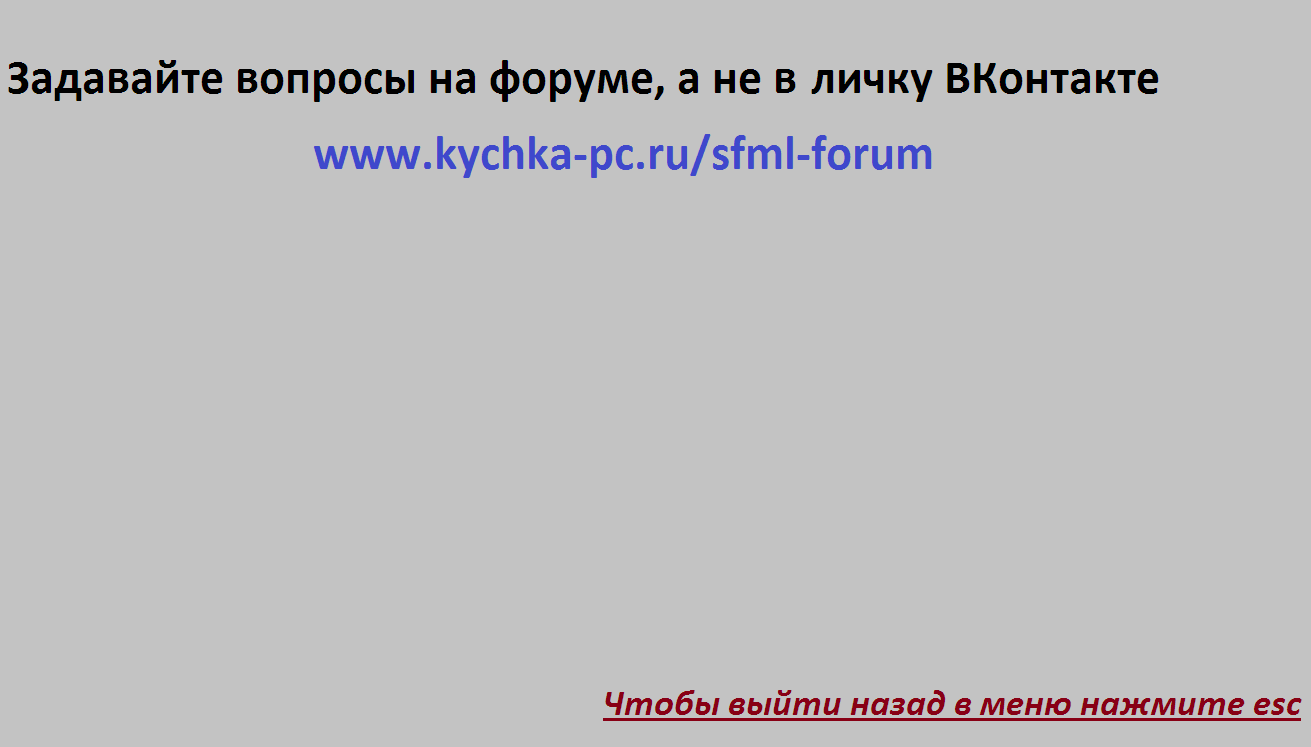 Задавайте вопросы на форуме, а не в личку ВКонтакте
www.kychka-pc.ru/sfml-forum
Чтобы выйти назад в меню нажмите esc